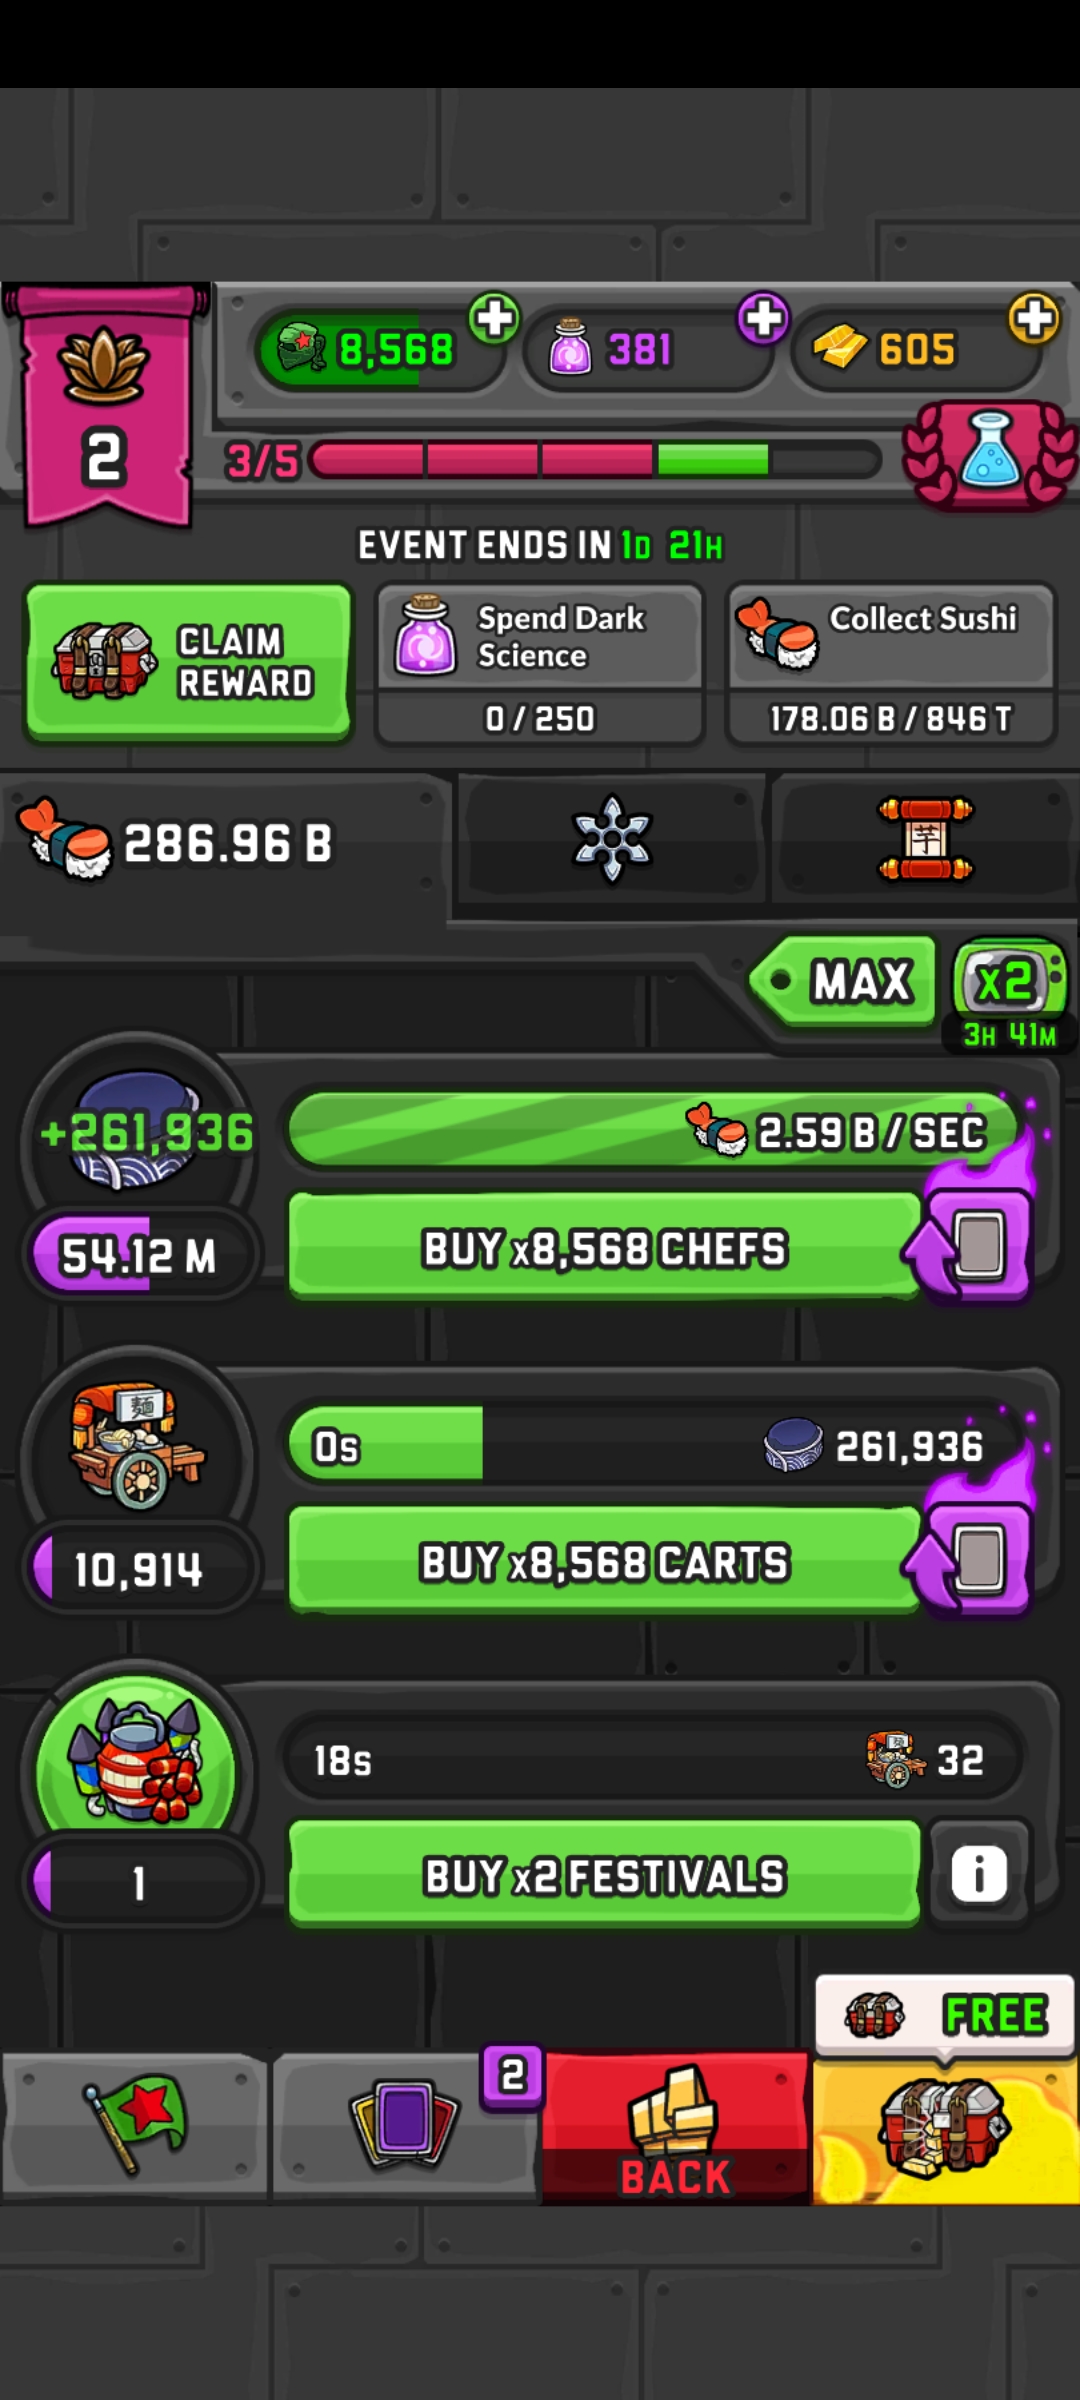 8,568
381
605
2
3/5
EVENT ENDS IN 1D 21H
CLAIM
REWARD
Spend Dark
Science
0 / 250
Collect Sushi
178.06 B / 846 T
286.96 B
芋
MAX
x2
3H 41M
+261,936
2.59 B / SEC
54.12 M
BUY x8,568 CHEFS
麺
0s
261,936
10,914
BUY x8,568 CARTS
18s
32
1
BUY x2 FESTIVALS
i
FREE
2
BACK